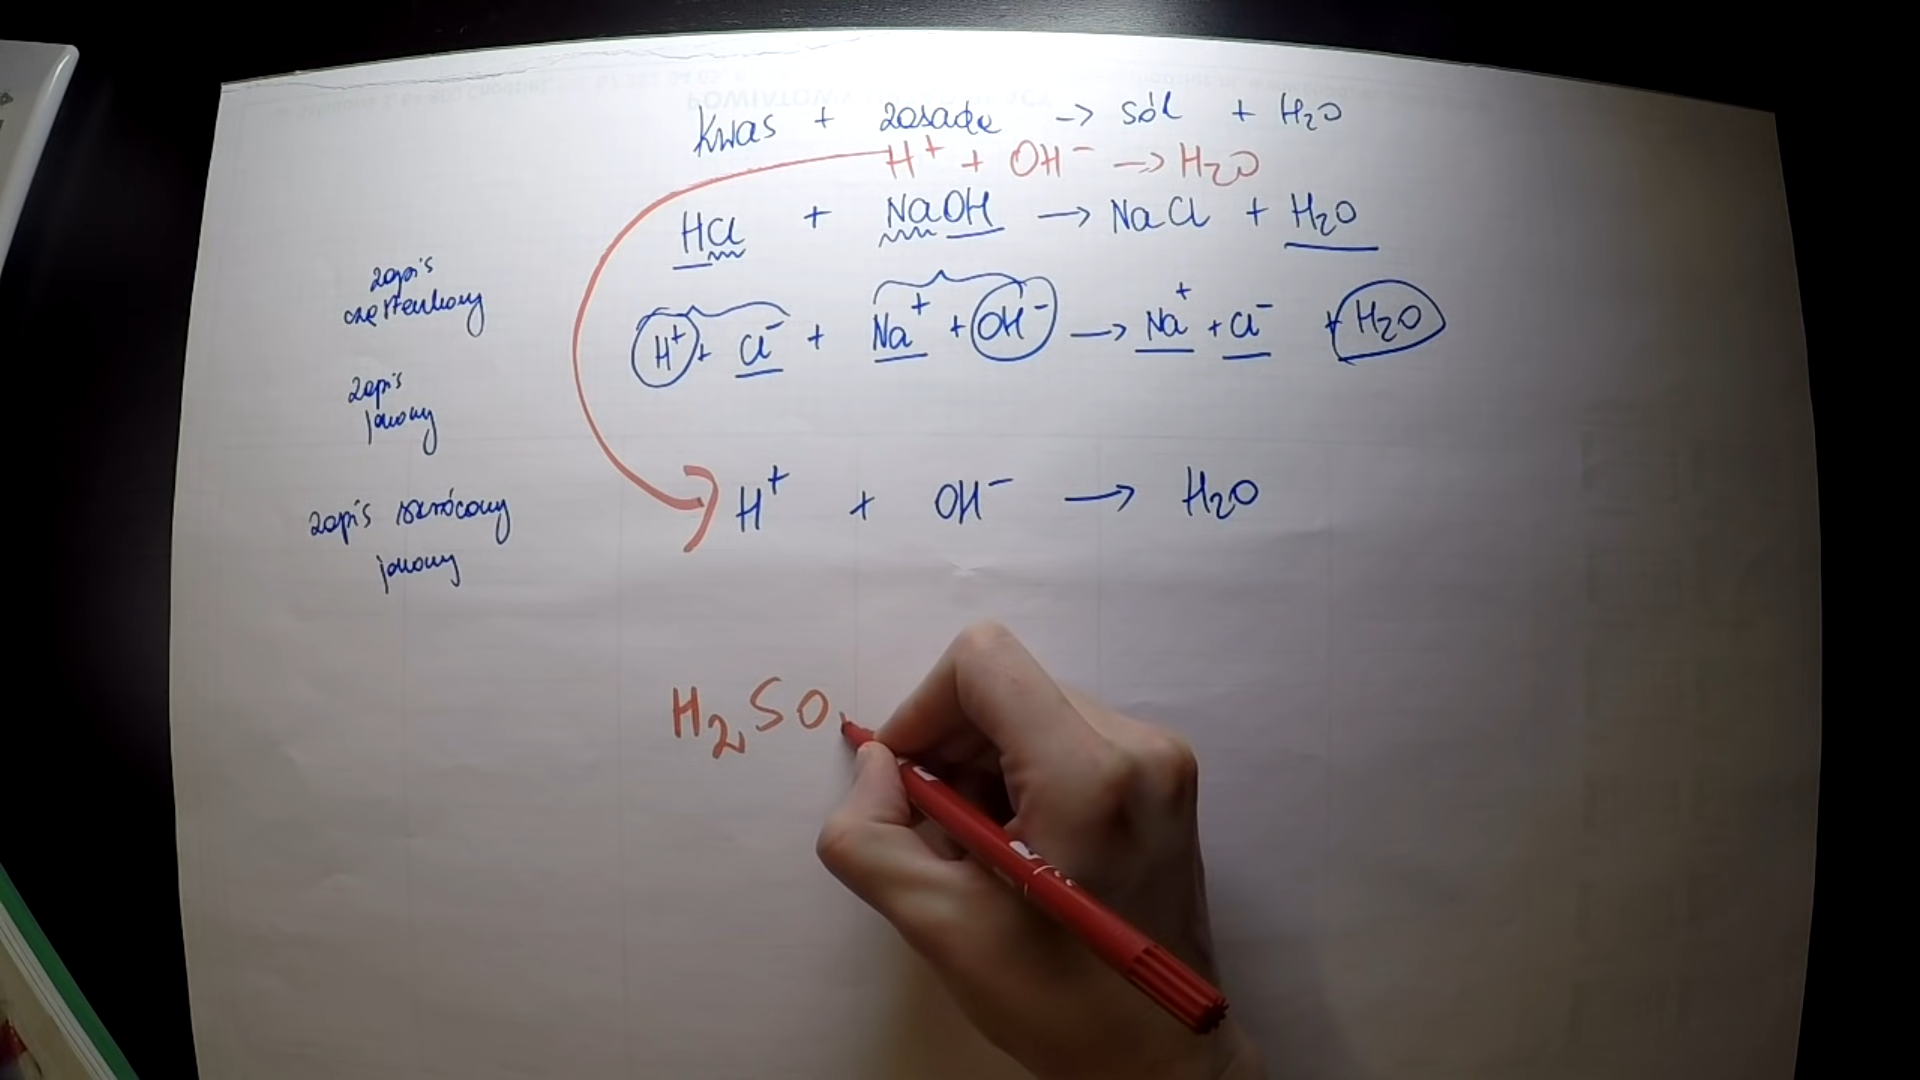 kwas + zasada → sól + H₂O
H⁺ + OH⁻ → H₂O
HCl + NaOH → NaCl + H₂O
zapis
cząsteczkowy
H⁺ + Cl⁻ + Na⁺ + OH⁻ → Na⁺ + Cl⁻ + H₂O
zapis
jonowy
zapis skrócony
jonowy
H⁺ + OH⁻ → H₂O
H₂SO